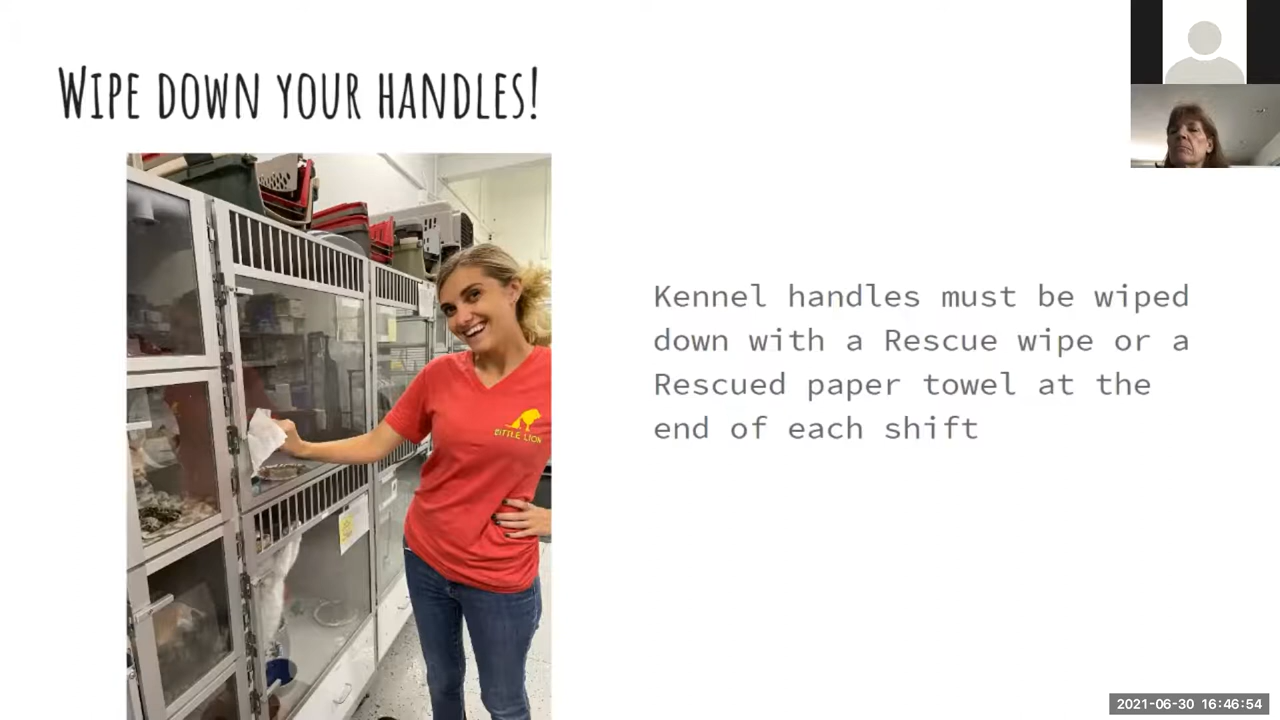 WIPE DOWN YOUR HANDLES!
Kennel handles must be wiped
down with a Rescue wipe or a
Rescued paper towel at the
end of each shift
LITTLE LION
2021-06-30 16:46:54